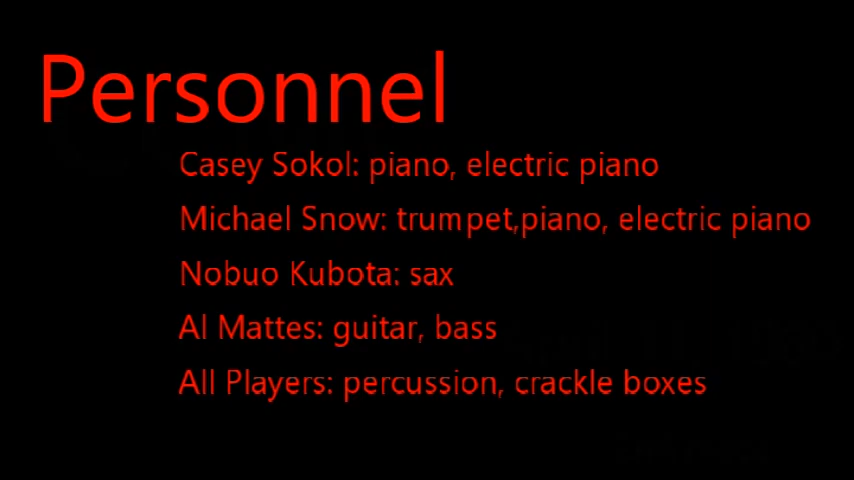 Personnel
Casey Sokol: piano, electric piano
Michael Snow: trumpet,piano, electric piano
Nobuo Kubota: sax
Al Mattes: guitar, bass
All Players: percussion, crackle boxes